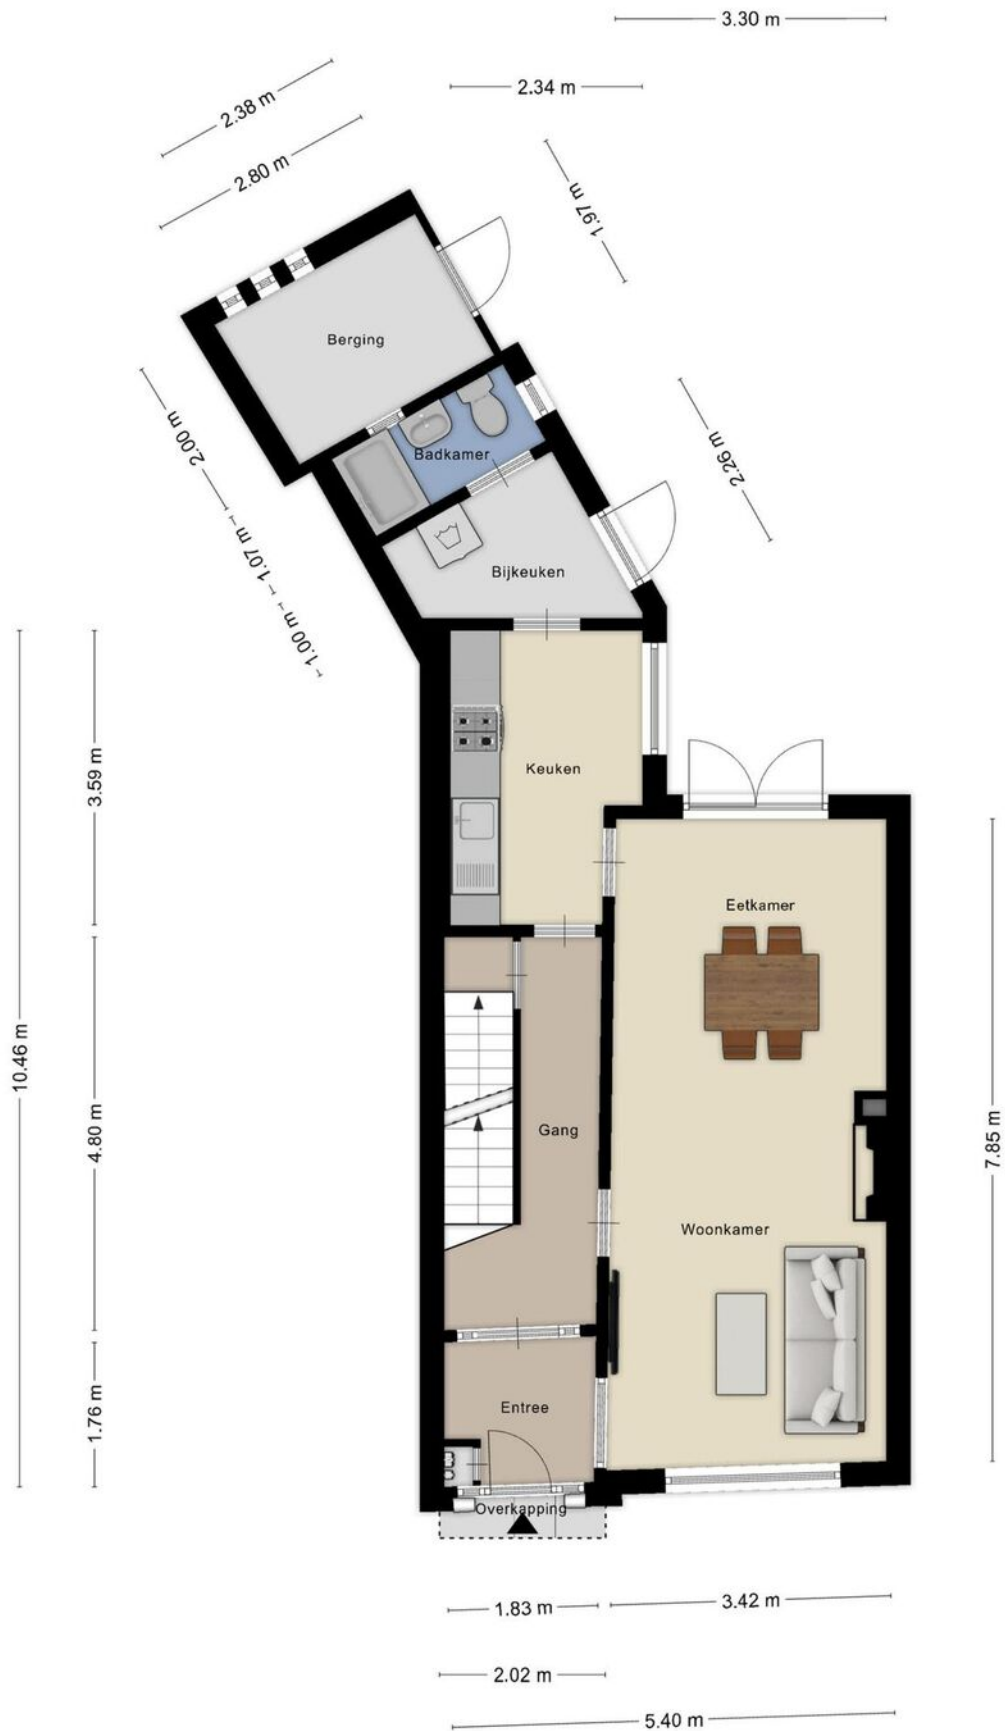 3.30 m
2.34 m
2.38 m
2.80 m
1.97 m
Berging
2.00 m
1.07 m
1.00 m
2.26 m
Badkamer
Bijkeuken
Keuken
3.59 m
Eetkamer
10.46 m
4.80 m
Gang
7.85 m
Woonkamer
1.76 m
Entree
Overkapping
1.83 m
3.42 m
2.02 m
5.40 m